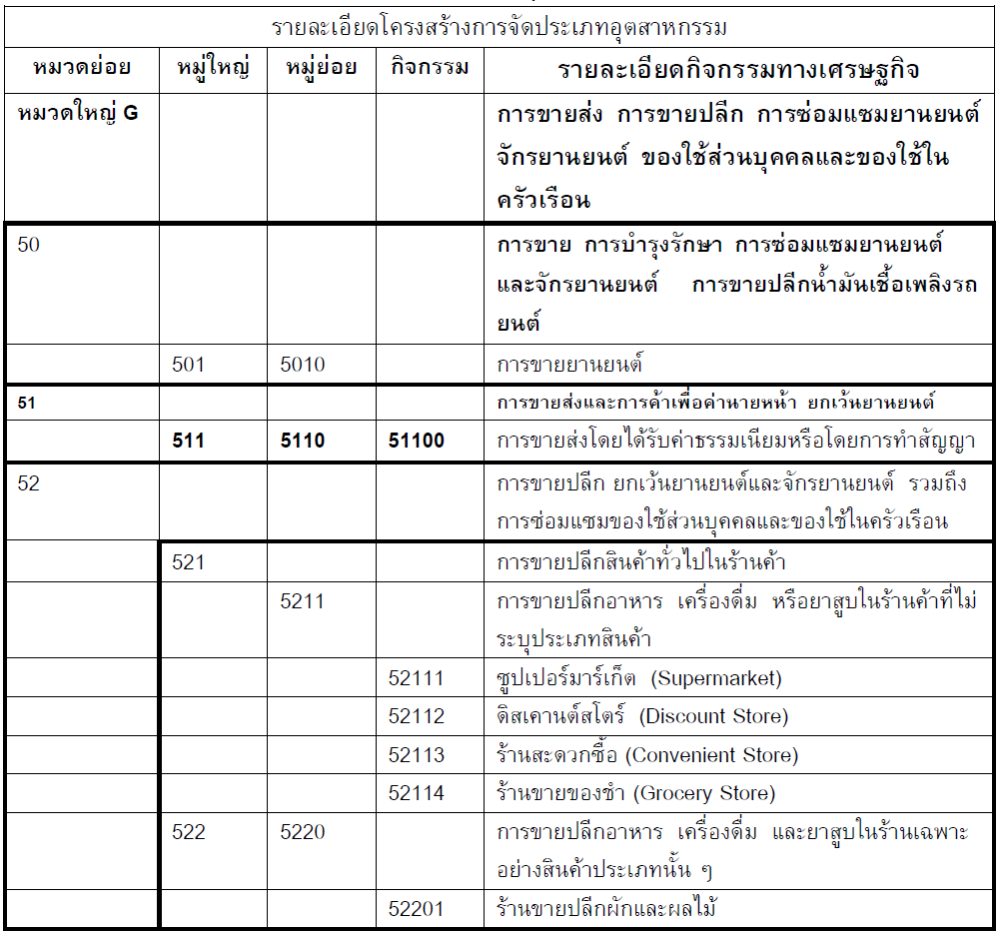 รายละเอียดโครงสร้างการจัดประเภทอุตสาหกรรม
หมวดย่อย หมู่ใหญ่ หมู่ย่อย กิจกรรม รายละเอียดกิจกรรมทางเศรษฐกิจ
หมวดใหญ่ G การขายส่ง การขายปลีก การซ่อมแซมยานยนต์
จักรยานยนต์ ของใช้ส่วนบุคคลและของใช้ใน
ครัวเรือน
50 การขาย การบำรุงรักษา การซ่อมแซมยานยนต์
และจักรยานยนต์ การขายปลีกน้ำมันเชื้อเพลิงรถ
ยนต์
501 5010 การขายยานยนต์
51 การขายส่งและการค้าเพื่อค่านายหน้า ยกเว้นยานยนต์
511 5110 51100 การขายส่งโดยได้รับค่าธรรมเนียมหรือโดยการทำสัญญา
52 การขายปลีก ยกเว้นยานยนต์และจักรยานยนต์ รวมถึง
การซ่อมแซมของใช้ส่วนบุคคลและของใช้ในครัวเรือน
521 การขายปลีกสินค้าทั่วไปในร้านค้า
5211 การขายปลีกอาหาร เครื่องดื่ม หรือยาสูบในร้านค้าที่ไม่
ระบุประเภทสินค้า
52111 ซูปเปอร์มาร์เก็ต (Supermarket)
52112 ดิสเคานต์สโตร์ (Discount Store)
52113 ร้านสะดวกซื้อ (Convenient Store)
52114 ร้านขายของชำ (Grocery Store)
522 5220 การขายปลีกอาหาร เครื่องดื่ม และยาสูบในร้านเฉพาะ
อย่างสินค้าประเภทนั้น ๆ
52201 ร้านขายปลีกผักและผลไม้